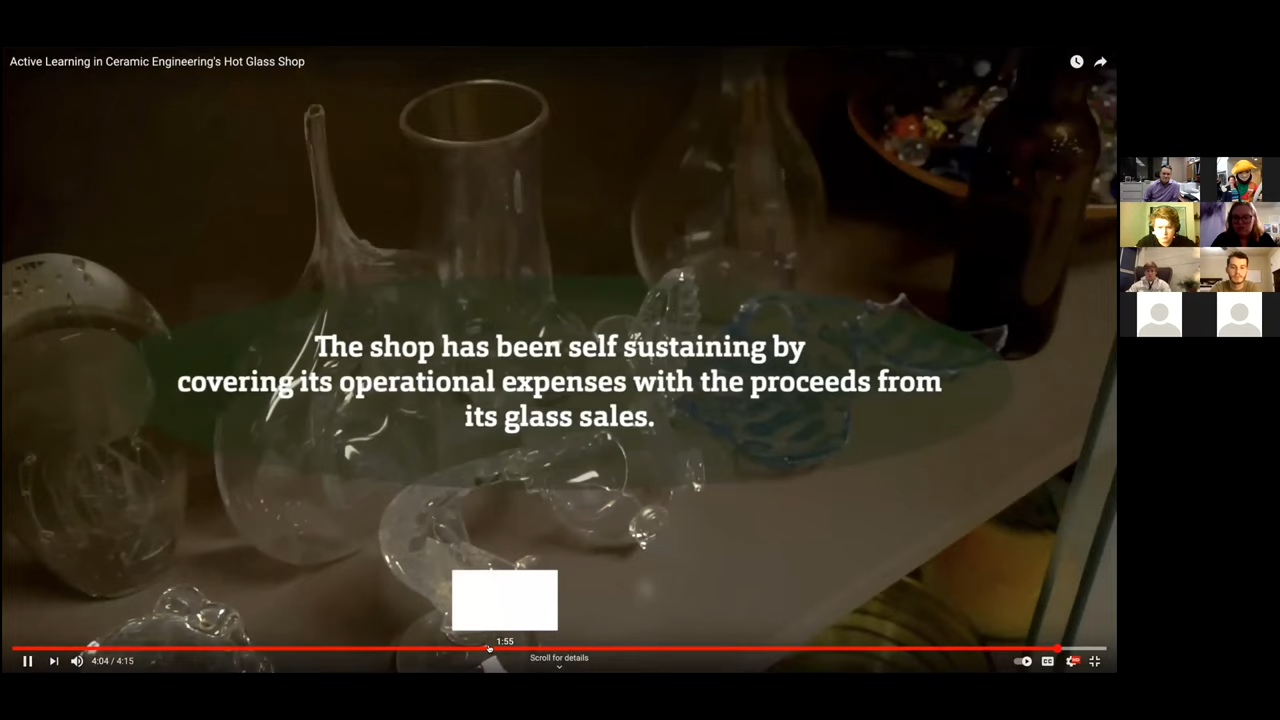 Active Learning in Ceramic Engineering's Hot Glass Shop
The shop has been self sustaining by
covering its operational expenses with the proceeds from
its glass sales.
1:55
4:04 / 4:15
Scroll for details
CC